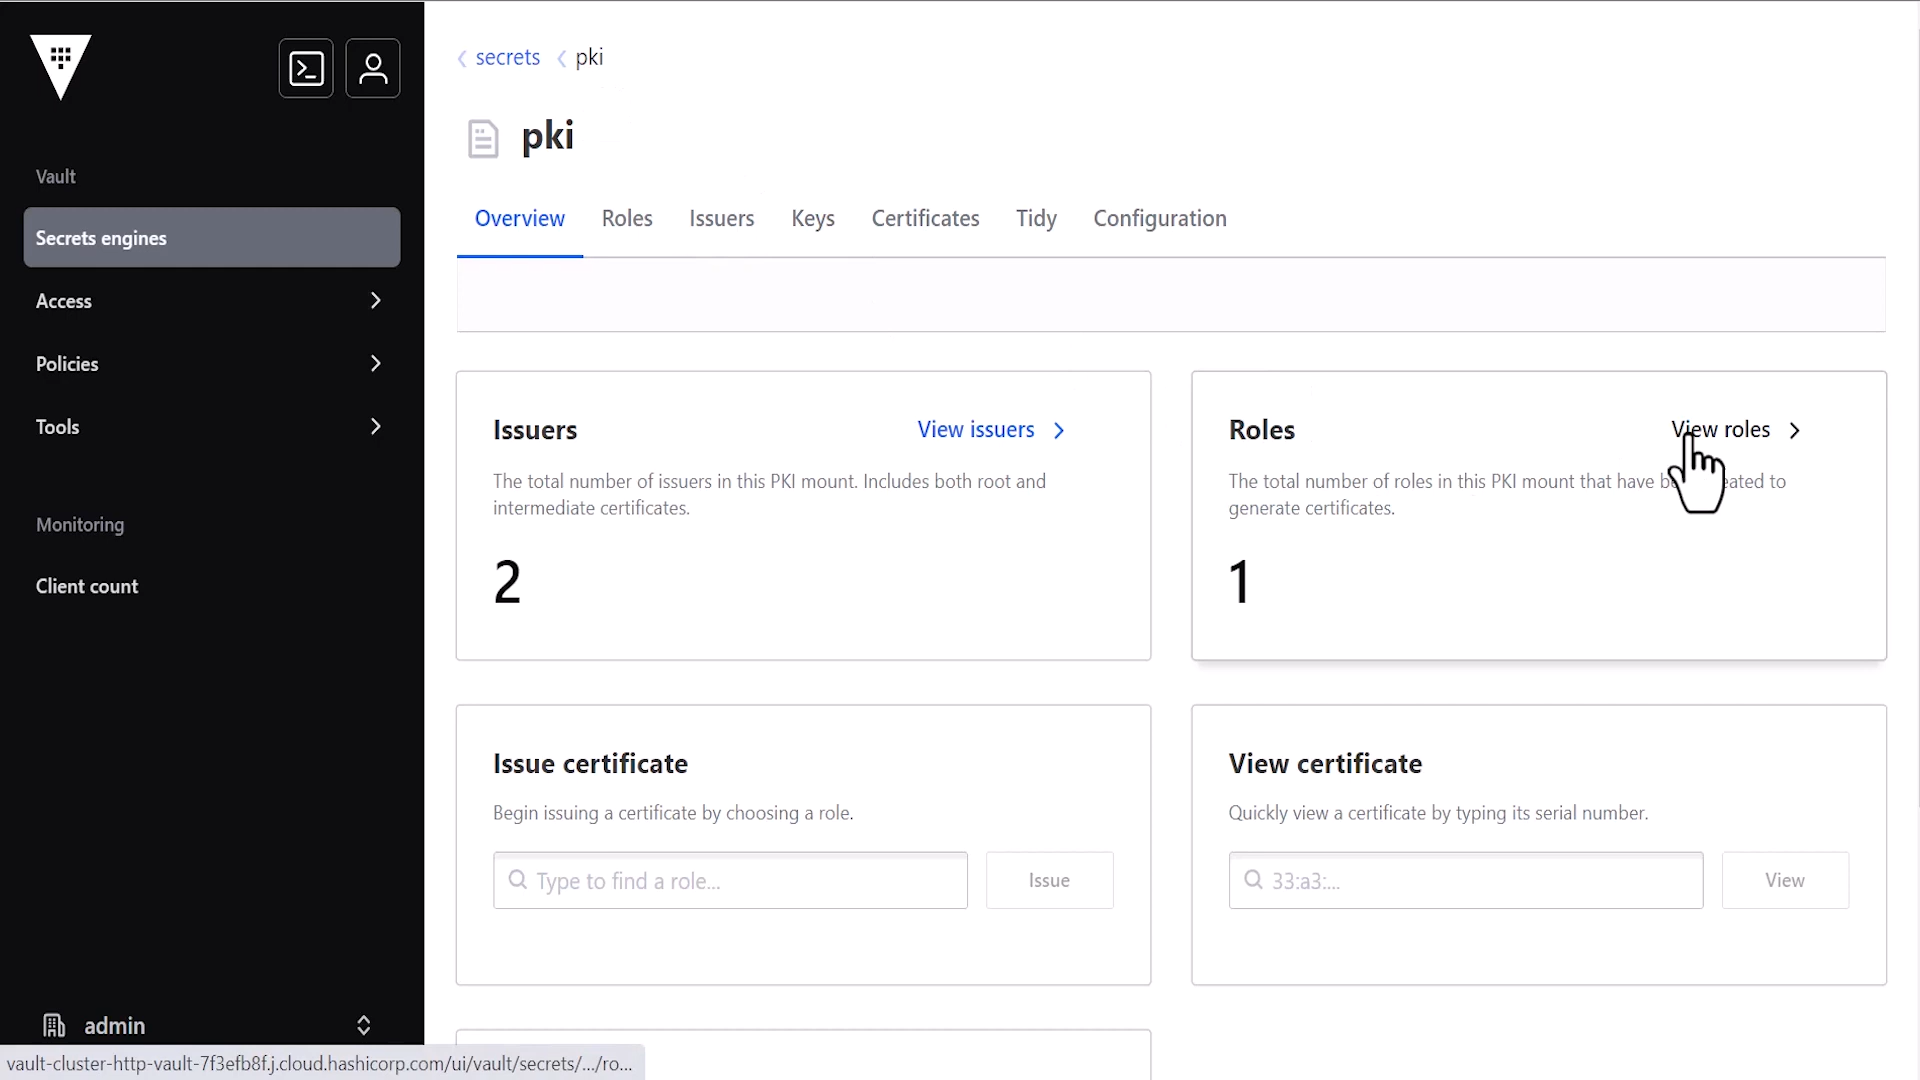 secrets
pki
pki
Vault
Secrets engines
Access
Policies
Tools
Monitoring
Client count
admin
Overview
Roles
Issuers
Keys
Certificates
Tidy
Configuration
Issuers
View issuers
The total number of issuers in this PKI mount. Includes both root and
intermediate certificates.
2
Roles
View roles
The total number of roles in this PKI mount that have to
generate certificates.
1
Issue certificate
Begin issuing a certificate by choosing a role.
Type to find a role...
Issue
View certificate
Quickly view a certificate by typing its serial number.
33:a3:...
View
vault-cluster-http-vault-7f3efb8f.j.cloud.hashicorp.com/ui/vault/secrets/.../ro...